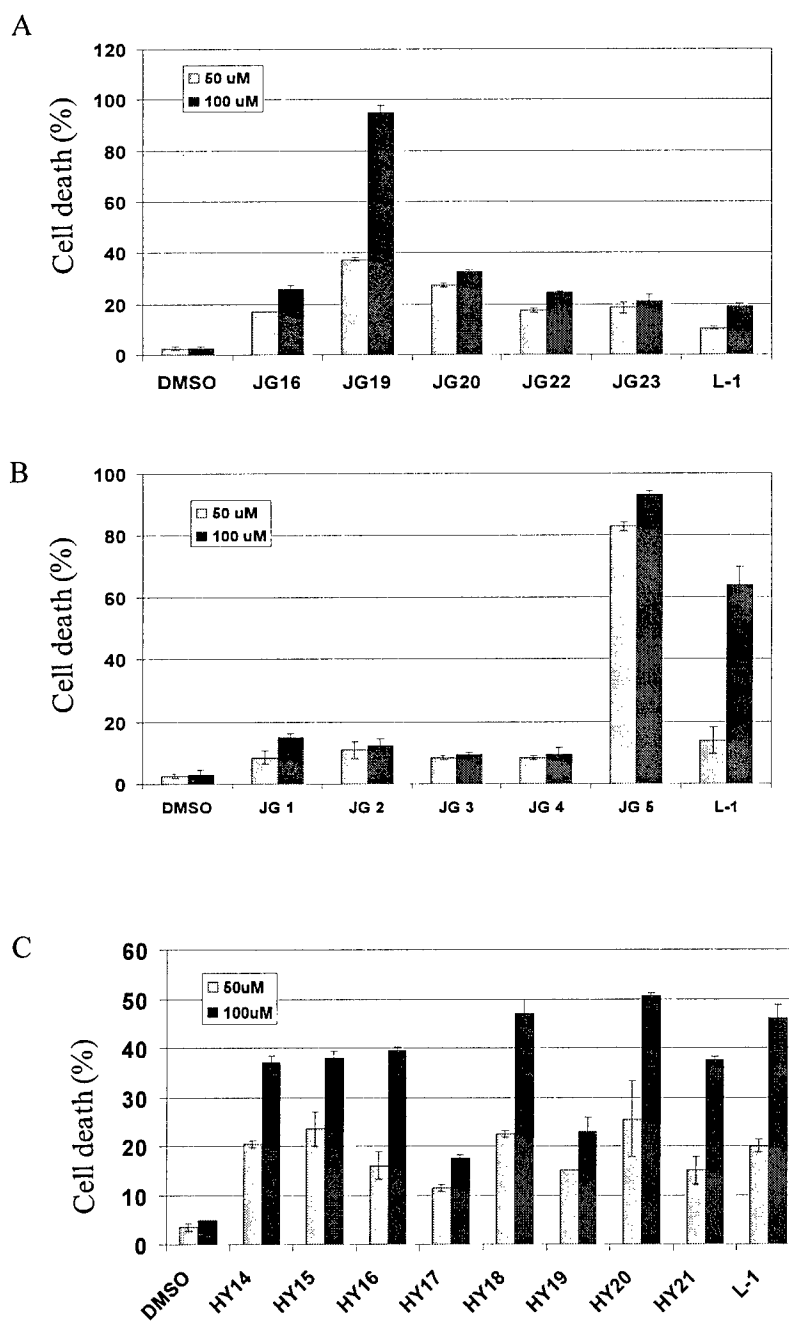 A
120
100
80
60
40
20
0
Cell death (%)
50 uM
100 uM
DMSO JG16 JG19 JG20 JG22 JG23 L-1
B
100
80
60
40
20
0
Cell death (%)
50 uM
100 uM
DMSO JG 1 JG 2 JG 3 JG 4 JG 5 L-1
C
60
50
40
30
20
10
0
Cell death (%)
50uM
100uM
DMSO HY14 HY15 HY16 HY17 HY18 HY19 HY20 HY21 L-1